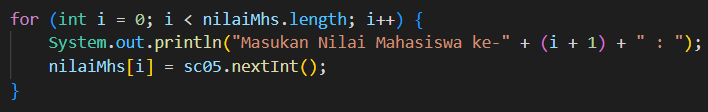 for (int i = 0; i < nilaiMhs.length; i++) {
    System.out.println("Masukan Nilai Mahasiswa ke-" + (i + 1) + " : ");
    nilaiMhs[i] = sc05.nextInt();
}